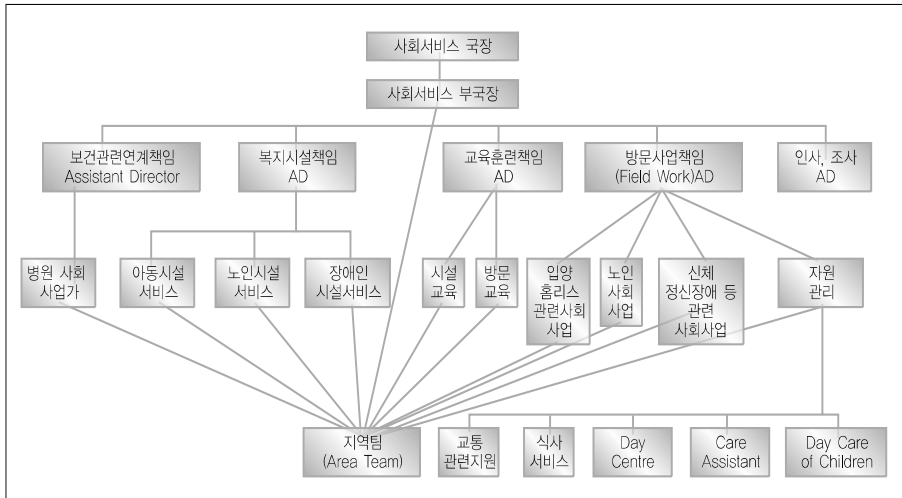 사회서비스 국장
사회서비스 부국장
보건관련연계책임
Assistant Director
복지시설책임
AD
교육훈련책임
AD
방문사업책임
(Field Work)AD
인사, 조사
AD
병원 사회
사업가
아동시설
서비스
노인시설
서비스
장애인
시설서비스
시설
교육
방문
교육
입양
홈리스
관련사회
사업
노인
사회
사업
신체
정신장애 등
관련
사회사업
자원
관리
지역팀
(Area Team)
교통
관련지원
식사
서비스
Day
Centre
Care
Assistant
Day Care
of Children